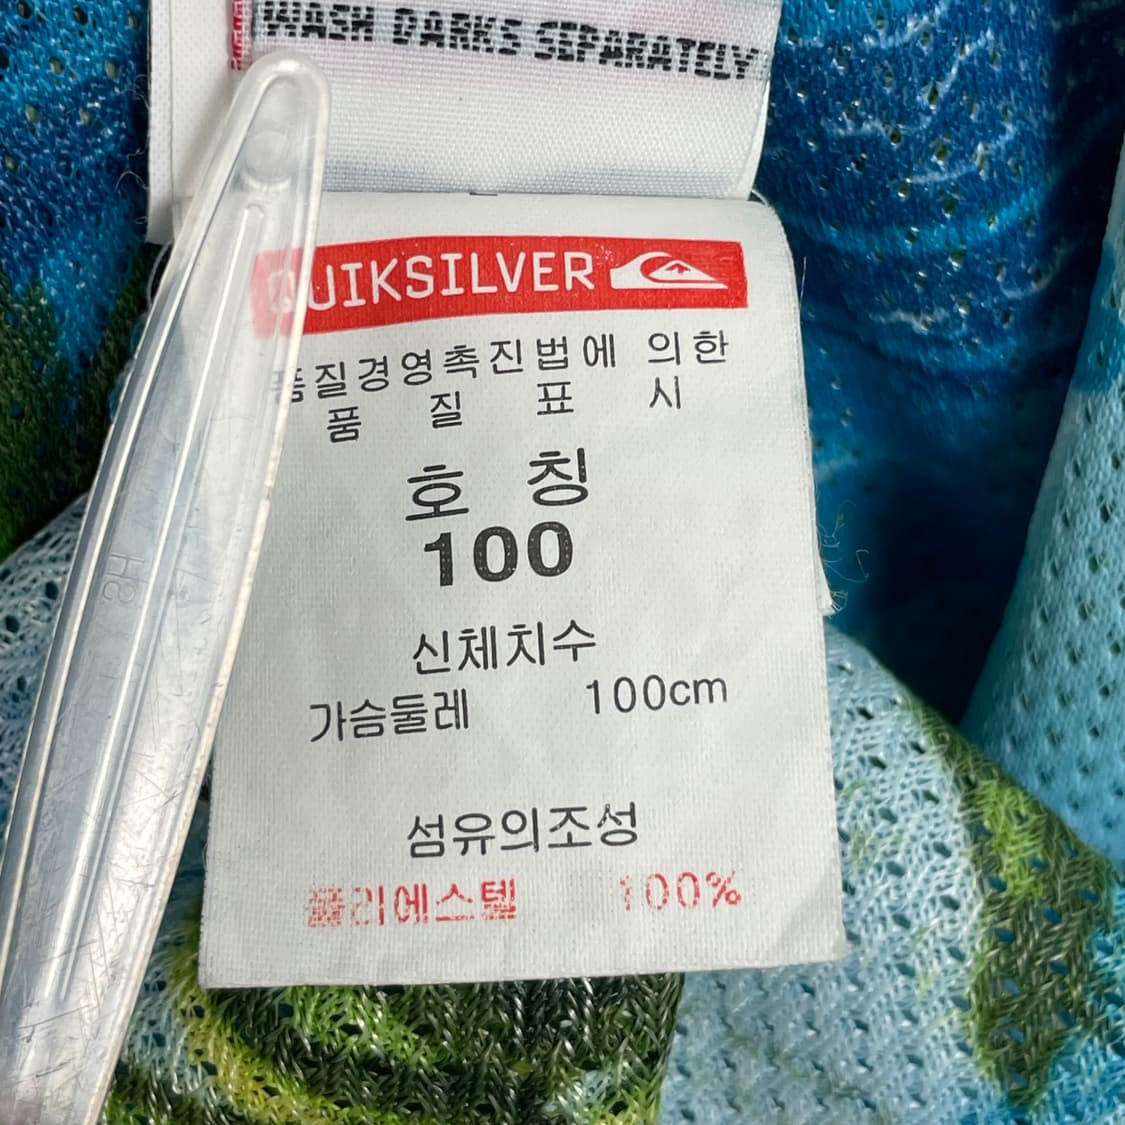 WASH DARKS SEPARATELY
QUIKSILVER
품질경영촉진법에 의한
품 질 표 시
호 칭
100
신체치수
가슴둘레 100cm
섬유의조성
폴리에스텔 100%